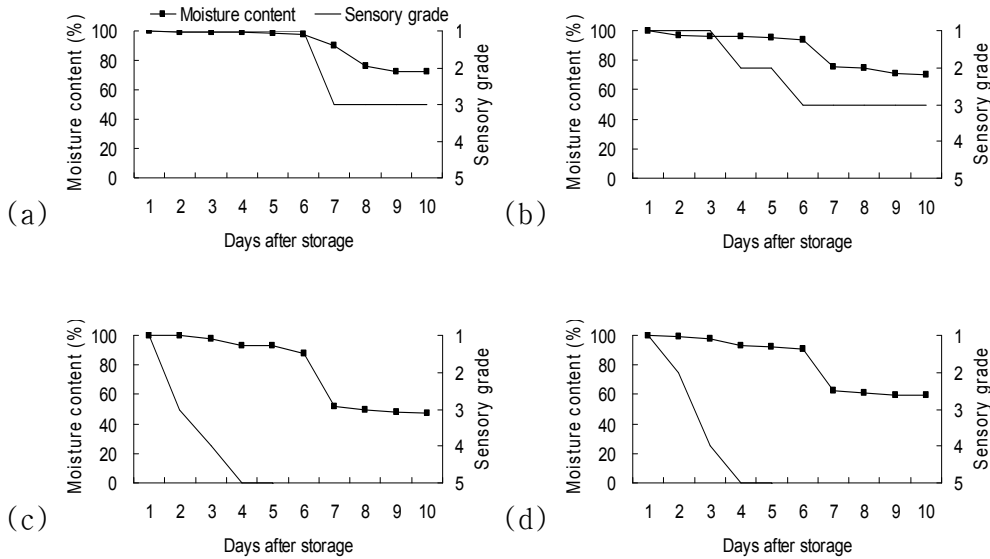 Moisture content Sensory grade
Moisture content (%)
100
80
60
40
20
0
1
2
3
4
5
Sensory grade
1 2 3 4 5 6 7 8 9 10
Days after storage
(a)
Moisture content (%)
100
80
60
40
20
0
1
2
3
4
5
Sensory grade
1 2 3 4 5 6 7 8 9 10
Days after storage
(b)
Moisture content (%)
100
80
60
40
20
0
1
2
3
4
5
Sensory grade
1 2 3 4 5 6 7 8 9 10
Days after storage
(c)
Moisture content (%)
100
80
60
40
20
0
1
2
3
4
5
Sensory grade
1 2 3 4 5 6 7 8 9 10
Days after storage
(d)